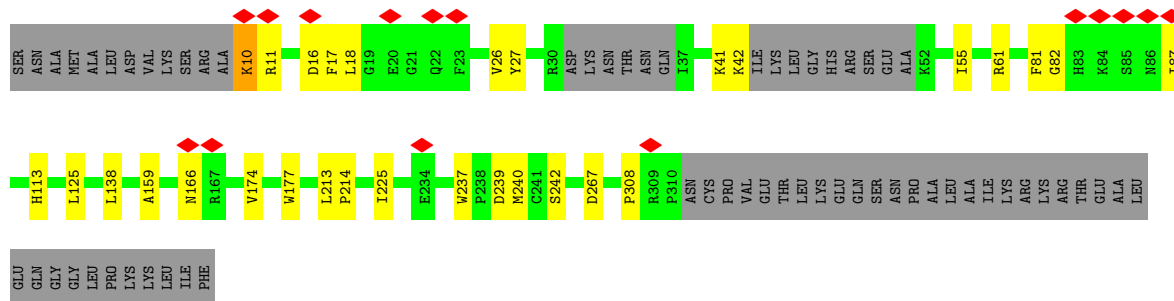 SER ASN ALA MET ALA LEU ASP VAL LYS SER ARG ALA K10 R11 D16 F17 L18 G19 E20 G21 Q22 F23 V26 Y27 R30 ASP LYS ASN THR ASN GLN I37 K41 K42 ILE LYS LEU GLY HIS ARG SER GLU ALA K52 I55 R61 F81 G82 H83 K84 S85 N86
H113 L125 L138 A159 N166 R167 V174 W177 L213 P214 I225 E234 W237 P238 D239 M240 C241 S242 D267 P308 R309 P310 ASN CYS PRO VAL GLU THR LEU LYS GLU GLN SER ASN PRO ALA LEU ALA ILE LYS ARG LYS ARG THR GLU ALA LEU
GLU GLN GLY GLY LEU PRO LYS LYS LEU ILE PHE